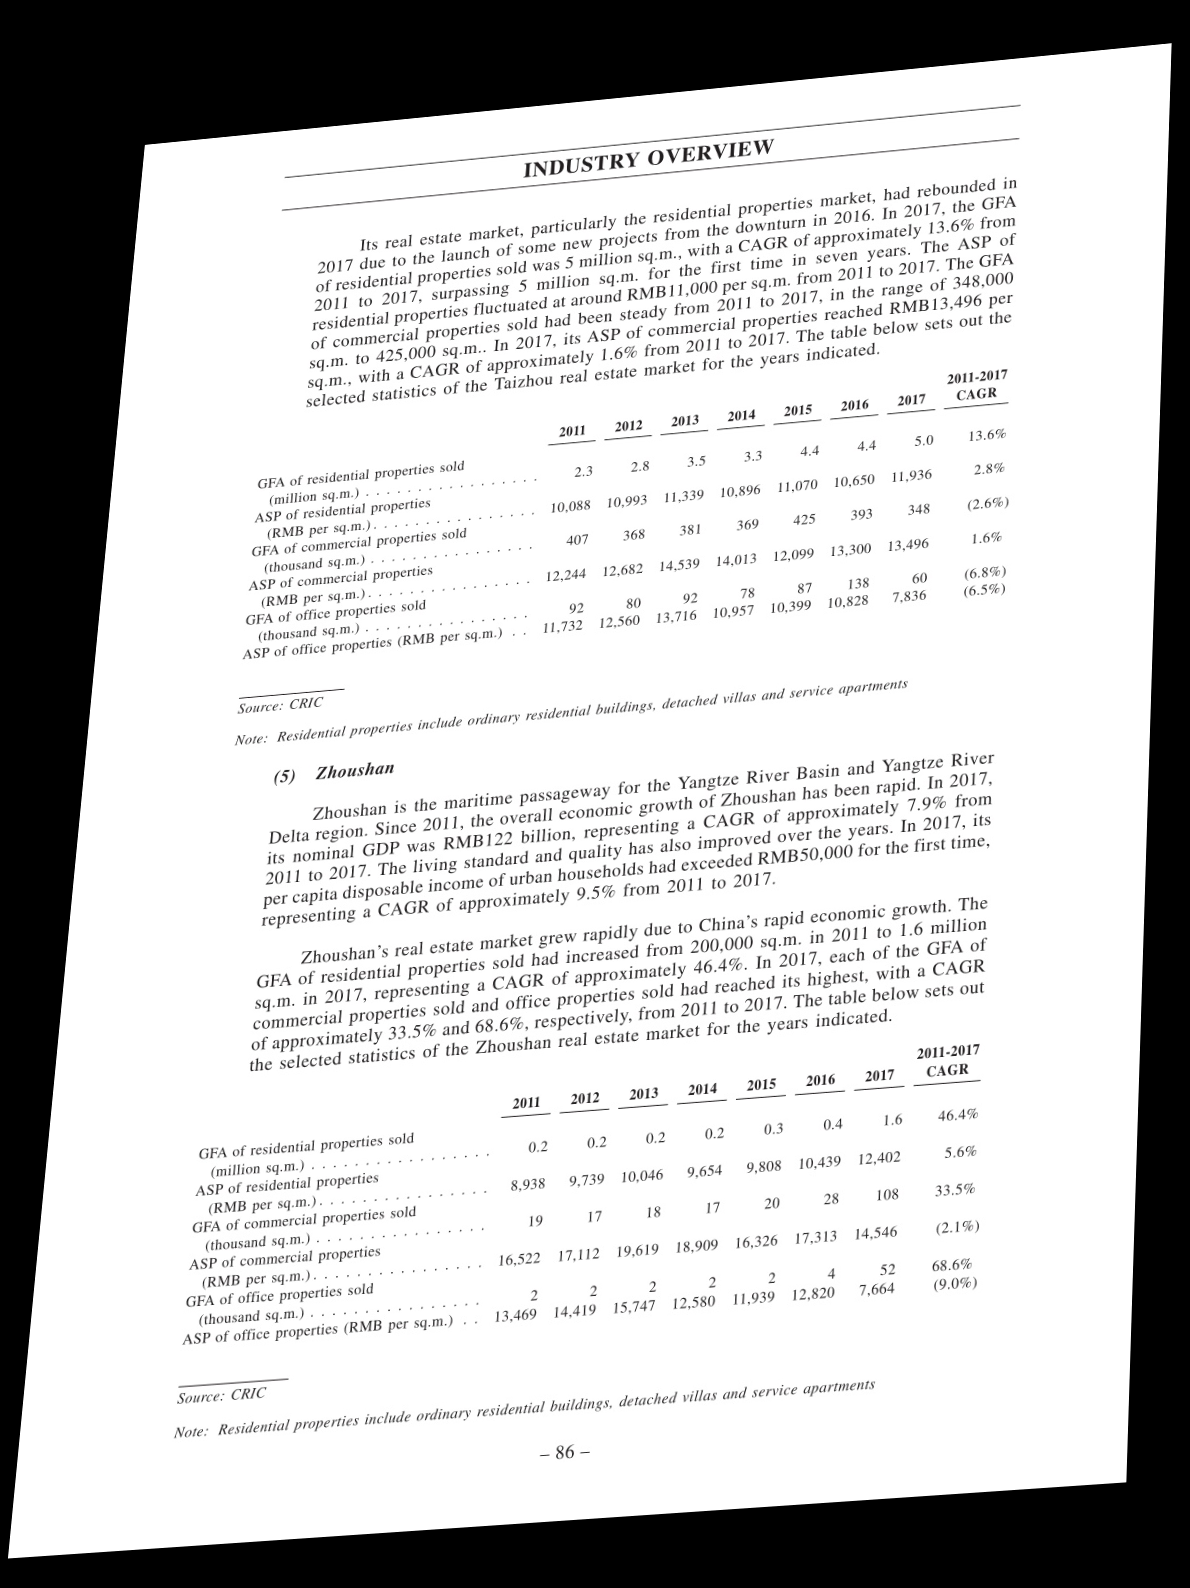 INDUSTRY OVERVIEW
Its real estate market, particularly the residential properties market, had rebounded in
2017 due to the launch of some new projects from the downturn in 2016. In 2017, the GFA
of residential properties sold was 5 million sq.m., with a CAGR of approximately 13.6% from
2011 to 2017, surpassing 5 million sq.m. for the first time in seven years. The ASP of
residential properties fluctuated at around RMB11,000 per sq.m. from 2011 to 2017. The GFA
of commercial properties sold had been steady from 2011 to 2017, in the range of 348,000
sq.m. to 425,000 sq.m.. In 2017, its ASP of commercial properties reached RMB13,496 per
sq.m., with a CAGR of approximately 1.6% from 2011 to 2017. The table below sets out the
selected statistics of the Taizhou real estate market for the years indicated.
2011-2017
2011 2012 2013 2014 2015 2016 2017 CAGR
GFA of residential properties sold
(million sq.m.) . . . . . . . . . . . . . . . . . 2.3 2.8 3.5 3.3 4.4 4.4 5.0 13.6%
ASP of residential properties
(RMB per sq.m.). . . . . . . . . . . . . . . . 10,088 10,993 11,339 10,896 11,070 10,650 11,936 2.8%
GFA of commercial properties sold
(thousand sq.m.) . . . . . . . . . . . . . . . . 407 368 381 369 425 393 348 (2.6%)
ASP of commercial properties
(RMB per sq.m.). . . . . . . . . . . . . . . . 12,244 12,682 14,539 14,013 12,099 13,300 13,496 1.6%
GFA of office properties sold
(thousand sq.m.) . . . . . . . . . . . . . . . . 92 80 92 78 87 138 60 (6.8%)
ASP of office properties (RMB per sq.m.) . . 11,732 12,560 13,716 10,957 10,399 10,828 7,836 (6.5%)
Source: CRIC
Note: Residential properties include ordinary residential buildings, detached villas and service apartments
(5) Zhoushan
Zhoushan is the maritime passageway for the Yangtze River Basin and Yangtze River
Delta region. Since 2011, the overall economic growth of Zhoushan has been rapid. In 2017,
its nominal GDP was RMB122 billion, representing a CAGR of approximately 7.9% from
2011 to 2017. The living standard and quality has also improved over the years. In 2017, its
per capita disposable income of urban households had exceeded RMB50,000 for the first time,
representing a CAGR of approximately 9.5% from 2011 to 2017.
Zhoushan's real estate market grew rapidly due to China's rapid economic growth. The
GFA of residential properties sold had increased from 200,000 sq.m. in 2011 to 1.6 million
sq.m. in 2017, representing a CAGR of approximately 46.4%. In 2017, each of the GFA of
commercial properties sold and office properties sold had reached its highest, with a CAGR
of approximately 33.5% and 68.6%, respectively, from 2011 to 2017. The table below sets out
the selected statistics of the Zhoushan real estate market for the years indicated.
2011-2017
2011 2012 2013 2014 2015 2016 2017 CAGR
GFA of residential properties sold
(million sq.m.) . . . . . . . . . . . . . . . . . 0.2 0.2 0.2 0.2 0.3 0.4 1.6 46.4%
ASP of residential properties
(RMB per sq.m.). . . . . . . . . . . . . . . . 8,938 9,739 10,046 9,654 9,808 10,439 12,402 5.6%
GFA of commercial properties sold
(thousand sq.m.) . . . . . . . . . . . . . . . . 19 17 18 17 20 28 108 33.5%
ASP of commercial properties
(RMB per sq.m.). . . . . . . . . . . . . . . . 16,522 17,112 19,619 18,909 16,326 17,313 14,546 (2.1%)
GFA of office properties sold
(thousand sq.m.) . . . . . . . . . . . . . . . . 2 2 2 2 2 4 52 68.6%
ASP of office properties (RMB per sq.m.) . . 13,469 14,419 15,747 12,580 11,939 12,820 7,664 (9.0%)
Source: CRIC
Note: Residential properties include ordinary residential buildings, detached villas and service apartments
– 86 –